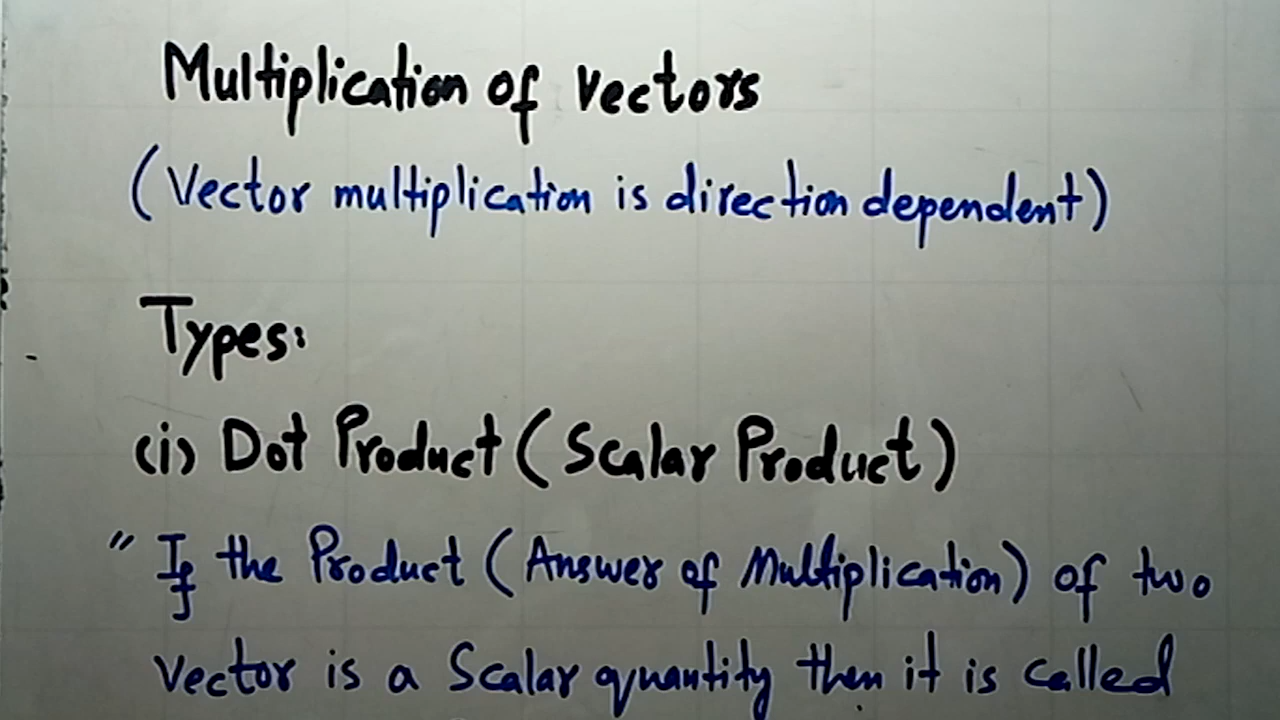 Multiplication of Vectors
(Vector multiplication is direction dependent)
Types:
(i) Dot Product (Scalar Product)
" If the Product (Answer of Multiplication) of two
Vector is a Scalar quantity then it is called